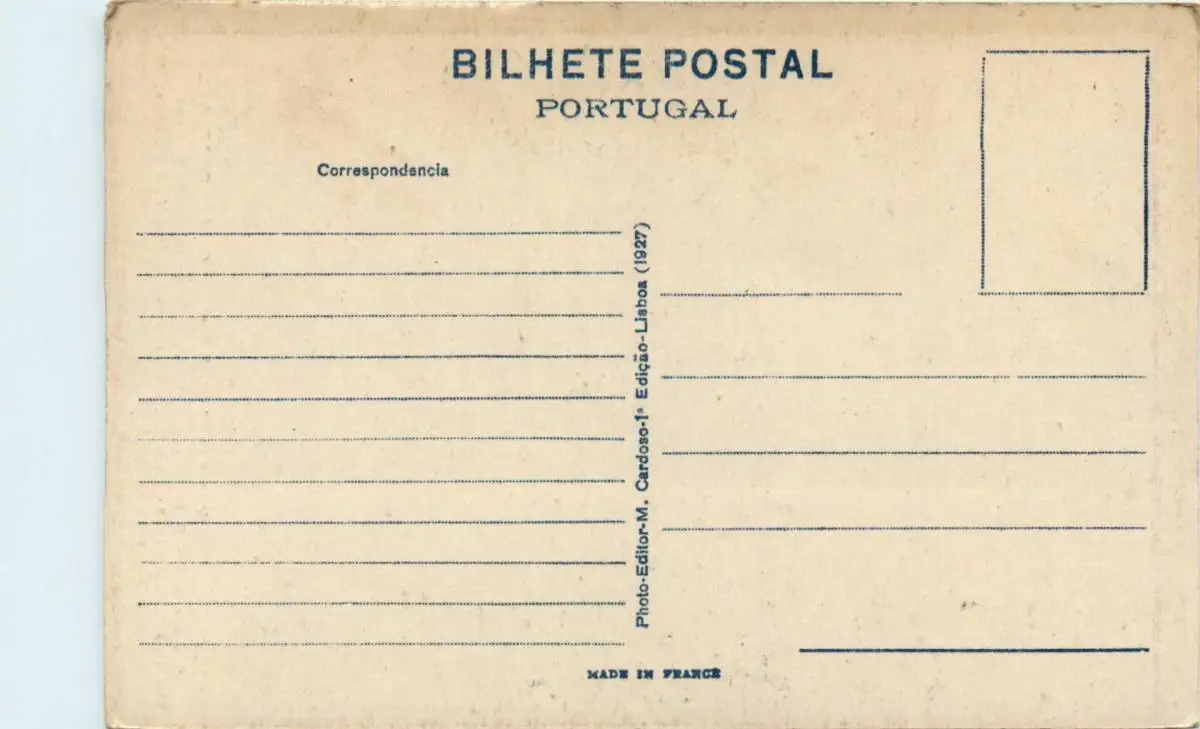 BILHETE POSTAL
PORTUGAL
Correspondencia
Photo-Editor-M. Cardoso-1ª Edição-Lisboa (1927)
MADE IN FRANCE